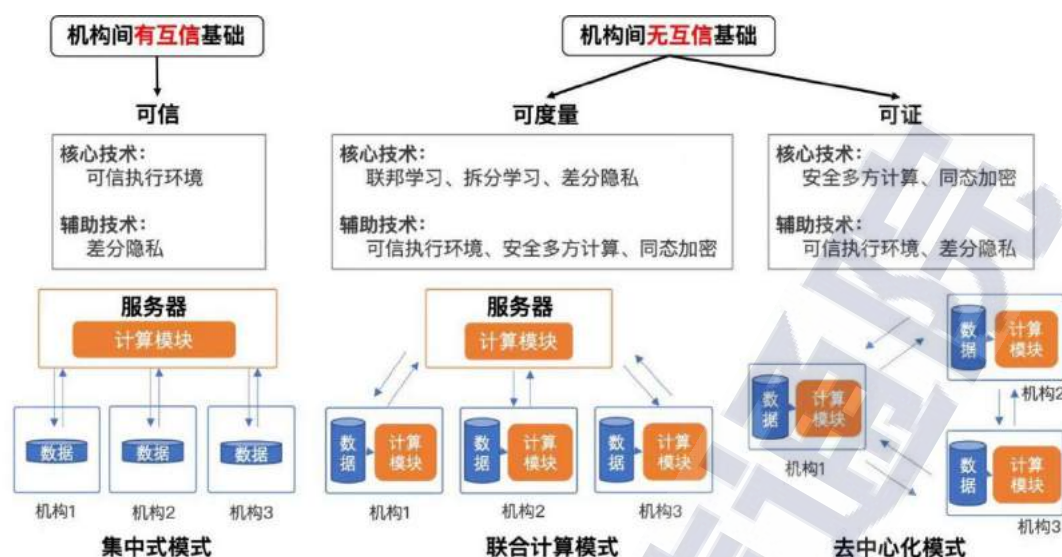 机构间有互信基础
机构间无互信基础
可信
核心技术：
可信执行环境
辅助技术：
差分隐私
可度量
核心技术：
联邦学习、拆分学习、差分隐私
辅助技术：
可信执行环境、安全多方计算、同态加密
可证
核心技术：
安全多方计算、同态加密
辅助技术：
可信执行环境、差分隐私
服务器
计算模块
数据
数据
数据
机构1
机构2
机构3
集中式模式
服务器
计算模块
数据
计算
模块
数据
计算
模块
数据
计算
模块
机构1
机构2
机构3
联合计算模式
数据
计算
模块
机构1
数据
计算
模块
机构2
数据
计算
模块
机构3
去中心化模式